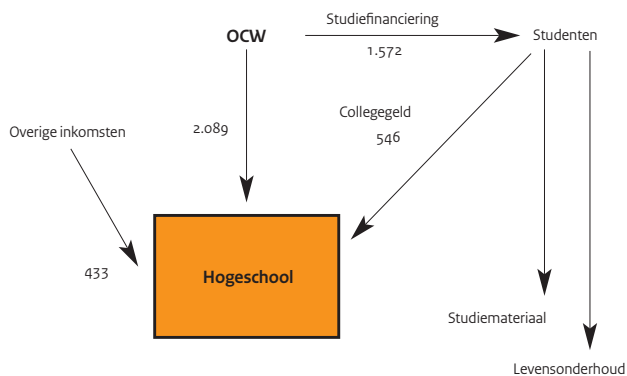 Studiefinanciering
OCW
Studenten
1.572
Collegegeld
546
2.089
Overige inkomsten
433
Hogeschool
Studiemateriaal
Levensonderhoud